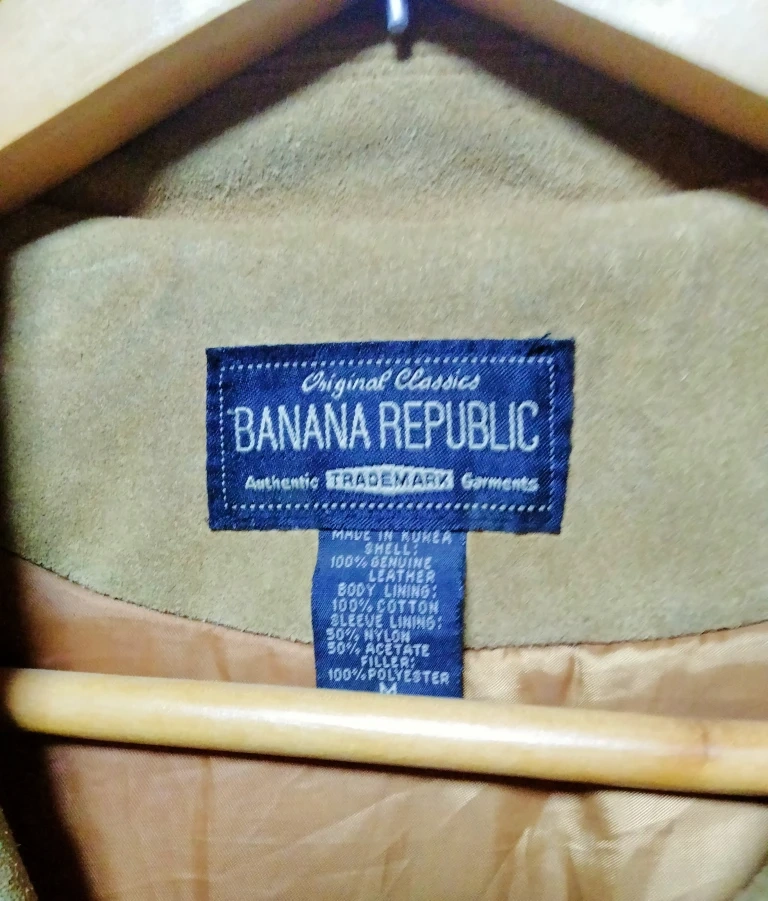 Original Classics
BANANA REPUBLIC
Authentic TRADEMARK Garments
MADE IN KOREA
SHELL:
100% GENUINE
LEATHER
BODY LINING:
100% COTTON
SLEEVE LINING:
50% NYLON
50% ACETATE
FILLER:
100% POLYESTER
M